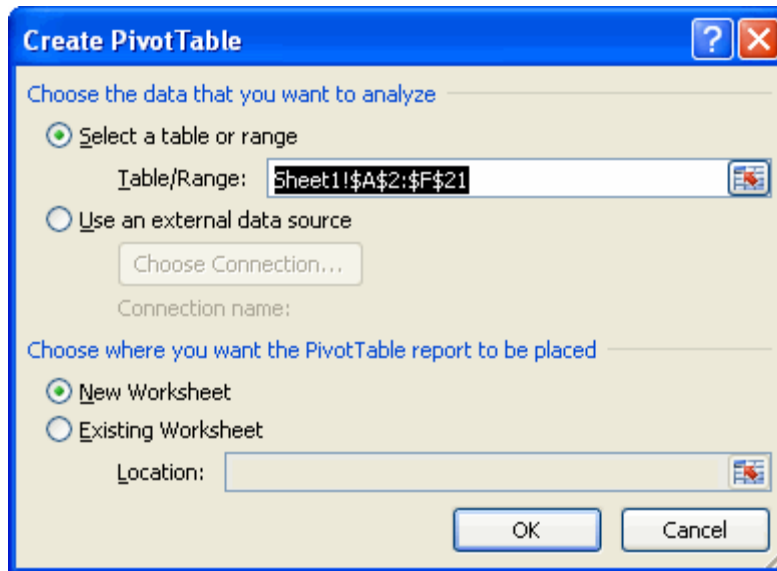 Create PivotTable
?
Choose the data that you want to analyze
Select a table or range
Table/Range: Sheet1!$A$2:$F$21
Use an external data source
Choose Connection...
Connection name:
Choose where you want the PivotTable report to be placed
New Worksheet
Existing Worksheet
Location:
OK Cancel